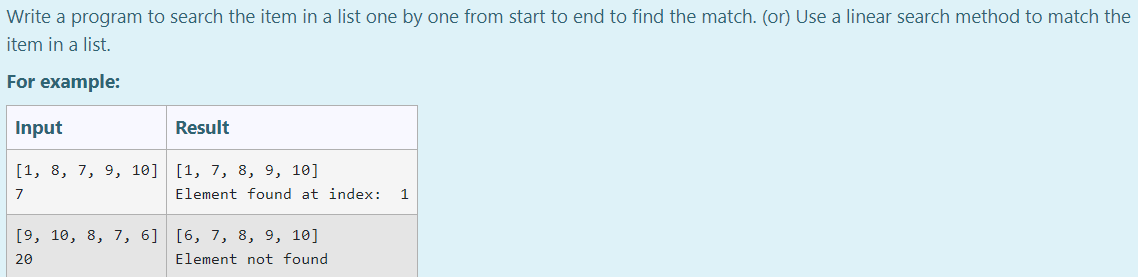 Write a program to search the item in a list one by one from start to end to find the match. (or) Use a linear search method to match the
item in a list.
For example:
Input Result
[1, 8, 7, 9, 10] [1, 7, 8, 9, 10]
7 Element found at index:  1
[9, 10, 8, 7, 6] [6, 7, 8, 9, 10]
20 Element not found